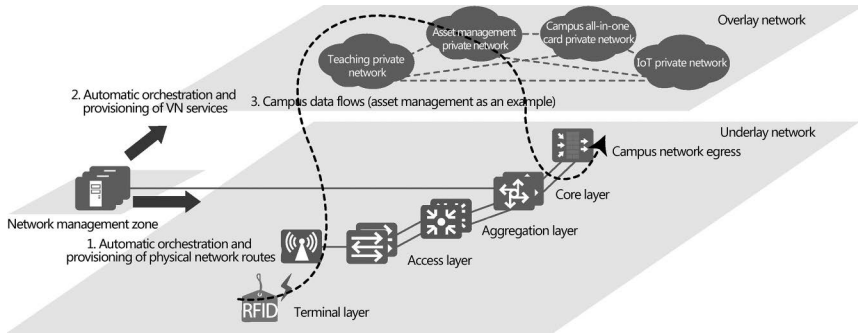 Overlay network
Asset management
private network
Campus all-in-one
card private network
Teaching private
network
IoT private network
2. Automatic orchestration and
provisioning of VN services
3. Campus data flows (asset management as an example)
Underlay network
Campus network egress
Core layer
Network management zone
Aggregation layer
1. Automatic orchestration and
provisioning of physical network routes
Access layer
RFID
Terminal layer